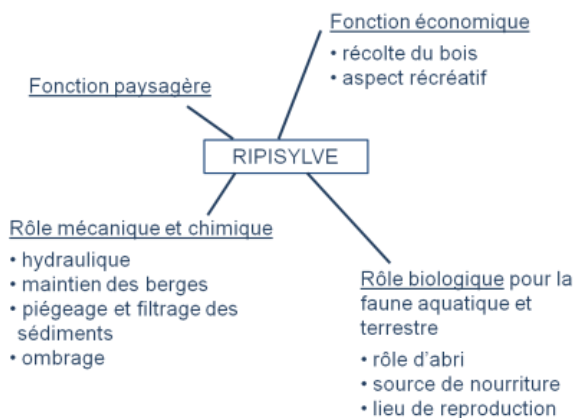 Fonction économique
• récolte du bois
• aspect récréatif
Fonction paysagère
RIPISYLVE
Rôle mécanique et chimique
• hydraulique
• maintien des berges
• piégeage et filtrage des
sédiments
• ombrage
Rôle biologique pour la
faune aquatique et
terrestre
• rôle d'abri
• source de nourriture
• lieu de reproduction